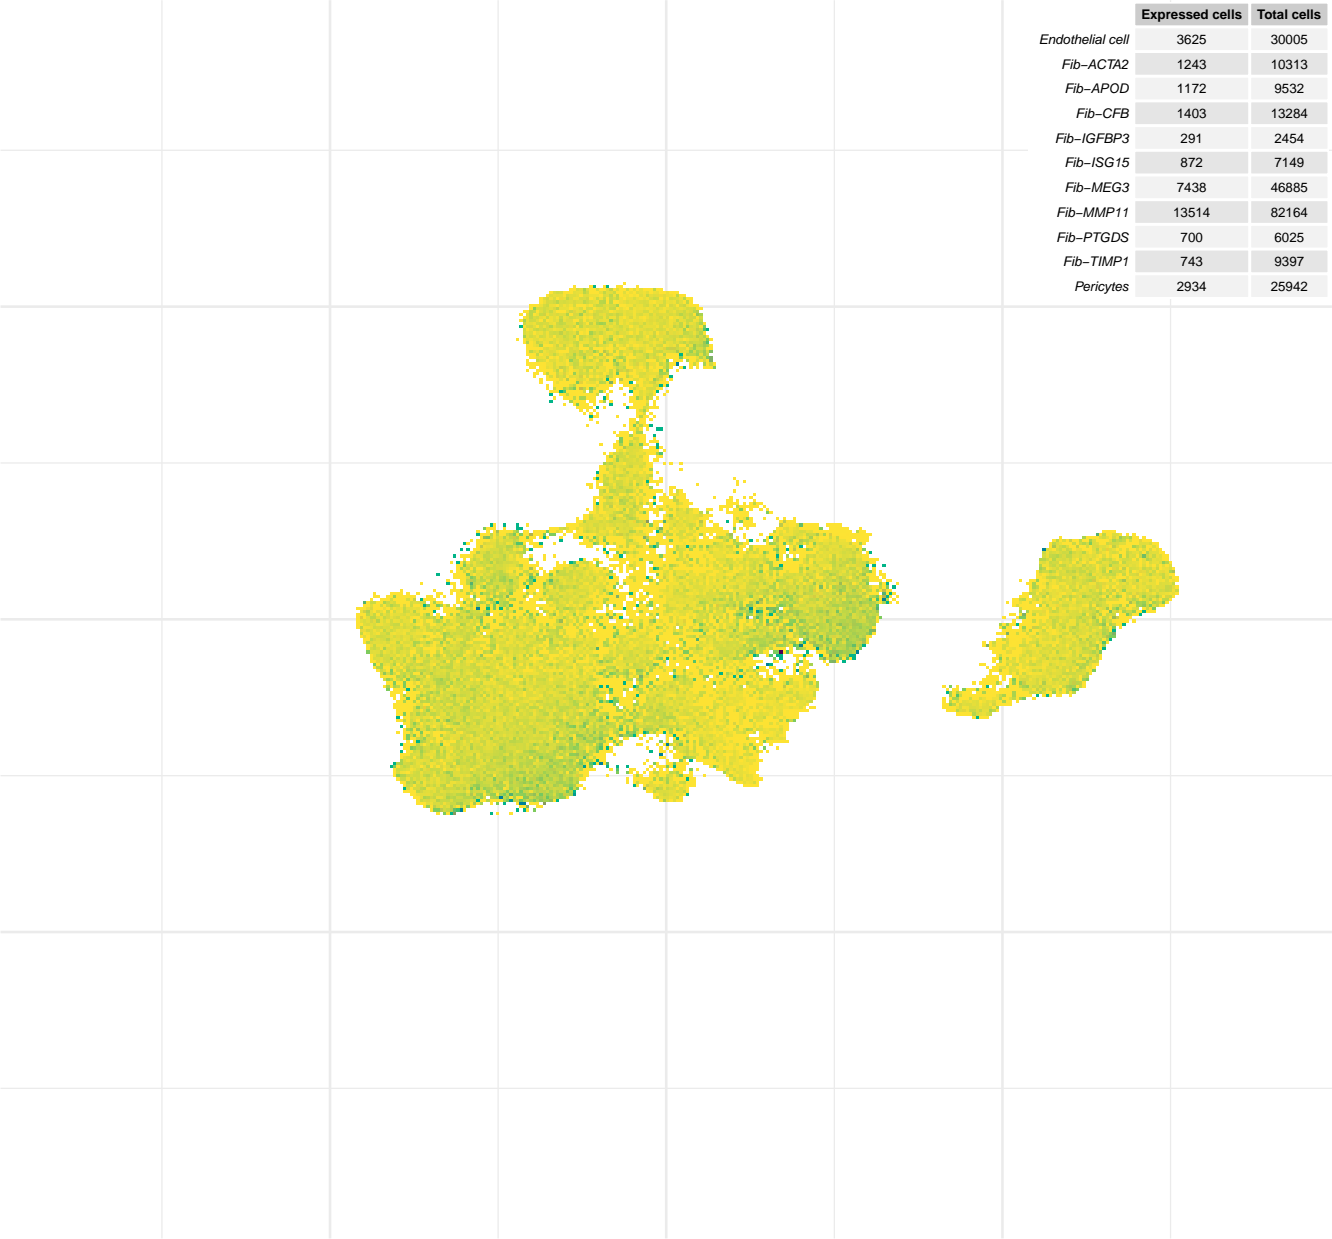 Expressed cells Total cells
Endothelial cell 3625 30005
Fib−ACTA2 1243 10313
Fib−APOD 1172 9532
Fib−CFB 1403 13284
Fib−IGFBP3 291 2454
Fib−ISG15 872 7149
Fib−MEG3 7438 46885
Fib−MMP11 13514 82164
Fib−PTGDS 700 6025
Fib−TIMP1 743 9397
Pericytes 2934 25942